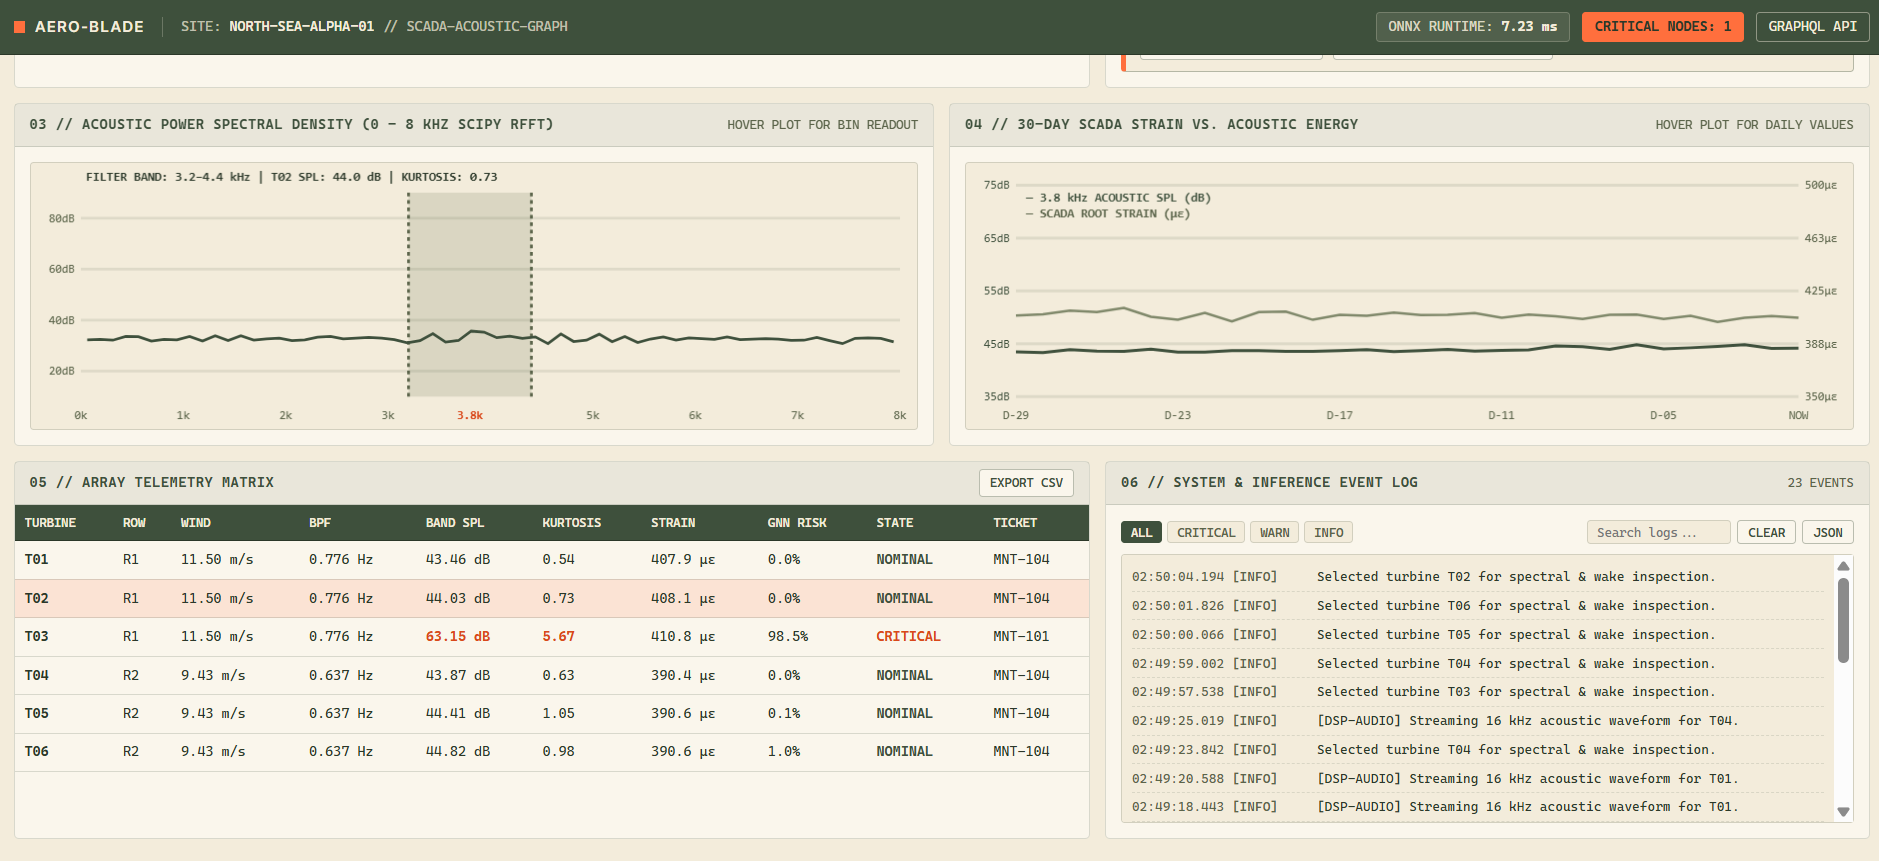 AERO-BLADE
SITE: NORTH-SEA-ALPHA-01 // SCADA-ACOUSTIC-GRAPH
ONNX RUNTIME: 7.23 ms
CRITICAL NODES: 1
GRAPHQL API
03 // ACOUSTIC POWER SPECTRAL DENSITY (0 - 8 KHZ SCIPY RFFT)
HOVER PLOT FOR BIN READOUT
FILTER BAND: 3.2-4.4 kHz | T02 SPL: 44.0 dB | KURTOSIS: 0.73
80dB
60dB
40dB
20dB
0k 1k 2k 3k 3.8k 5k 6k 7k 8k
04 // 30-DAY SCADA STRAIN VS. ACOUSTIC ENERGY
HOVER PLOT FOR DAILY VALUES
— 3.8 kHz ACOUSTIC SPL (dB)
— SCADA ROOT STRAIN (με)
75dB 500με
65dB 463με
55dB 425με
45dB 388με
35dB 350με
D-29 D-23 D-17 D-11 D-05 NOW
05 // ARRAY TELEMETRY MATRIX
EXPORT CSV
TURBINE ROW WIND BPF BAND SPL KURTOSIS STRAIN GNN RISK STATE TICKET
T01 R1 11.50 m/s 0.776 Hz 43.46 dB 0.54 407.9 με 0.0% NOMINAL MNT-104
T02 R1 11.50 m/s 0.776 Hz 44.03 dB 0.73 408.1 με 0.0% NOMINAL MNT-104
T03 R1 11.50 m/s 0.776 Hz 63.15 dB 5.67 410.8 με 98.5% CRITICAL MNT-101
T04 R2 9.43 m/s 0.637 Hz 43.87 dB 0.63 390.4 με 0.0% NOMINAL MNT-104
T05 R2 9.43 m/s 0.637 Hz 44.41 dB 1.05 390.6 με 0.1% NOMINAL MNT-104
T06 R2 9.43 m/s 0.637 Hz 44.82 dB 0.98 390.6 με 1.0% NOMINAL MNT-104
06 // SYSTEM & INFERENCE EVENT LOG
23 EVENTS
ALL CRITICAL WARN INFO Search logs... CLEAR JSON
02:50:04.194 [INFO] Selected turbine T02 for spectral & wake inspection.
02:50:01.826 [INFO] Selected turbine T06 for spectral & wake inspection.
02:50:00.066 [INFO] Selected turbine T05 for spectral & wake inspection.
02:49:59.002 [INFO] Selected turbine T04 for spectral & wake inspection.
02:49:57.538 [INFO] Selected turbine T03 for spectral & wake inspection.
02:49:25.019 [INFO] [DSP-AUDIO] Streaming 16 kHz acoustic waveform for T04.
02:49:23.842 [INFO] Selected turbine T04 for spectral & wake inspection.
02:49:20.588 [INFO] [DSP-AUDIO] Streaming 16 kHz acoustic waveform for T01.
02:49:18.443 [INFO] [DSP-AUDIO] Streaming 16 kHz acoustic waveform for T01.